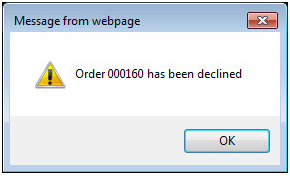 Message from webpage
Order 000160 has been declined
OK